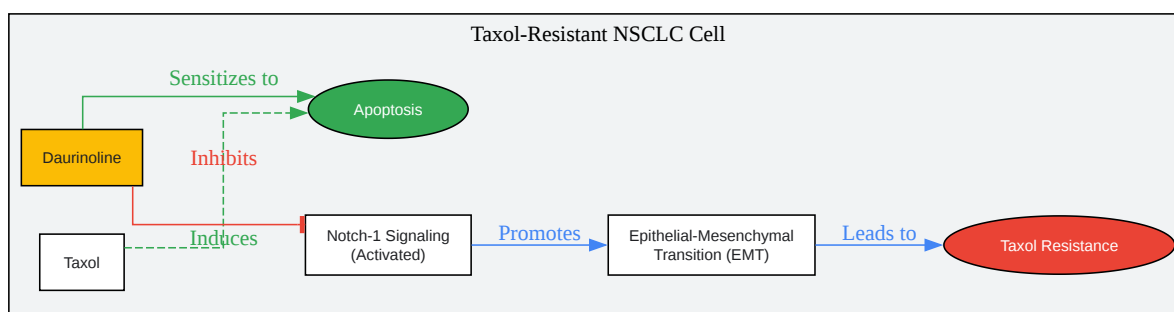 Taxol-Resistant NSCLC Cell
Sensitizes to
Apoptosis
Daurinoline
Inhibits
Induces
Taxol
Notch-1 Signaling
(Activated)
Promotes
Epithelial-Mesenchymal
Transition (EMT)
Leads to
Taxol Resistance